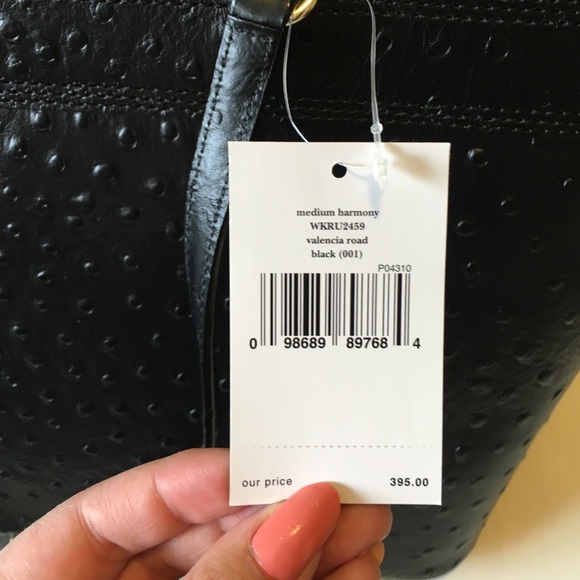 medium harmony
WKRU2459
valencia road
black (001)
P04310
0 98689 89768 4
our price 395.00